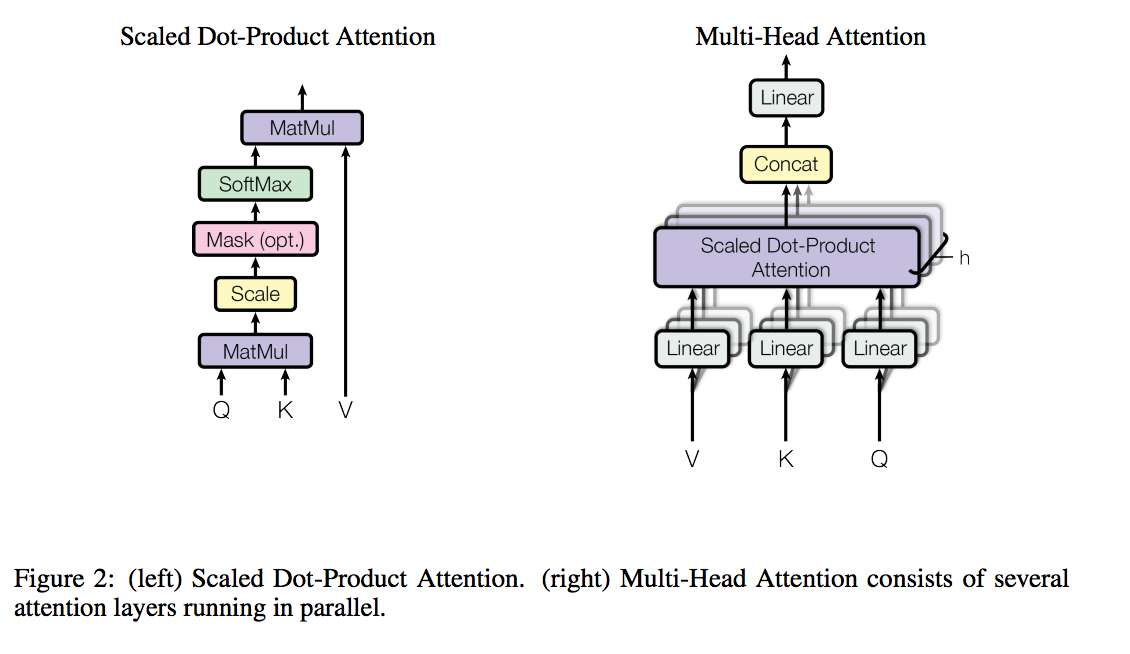 Scaled Dot-Product Attention
MatMul
SoftMax
Mask (opt.)
Scale
MatMul
Q K V
Multi-Head Attention
Linear
Concat
Scaled Dot-Product
Attention
h
Linear Linear Linear
V K Q
Figure 2: (left) Scaled Dot-Product Attention. (right) Multi-Head Attention consists of several
attention layers running in parallel.